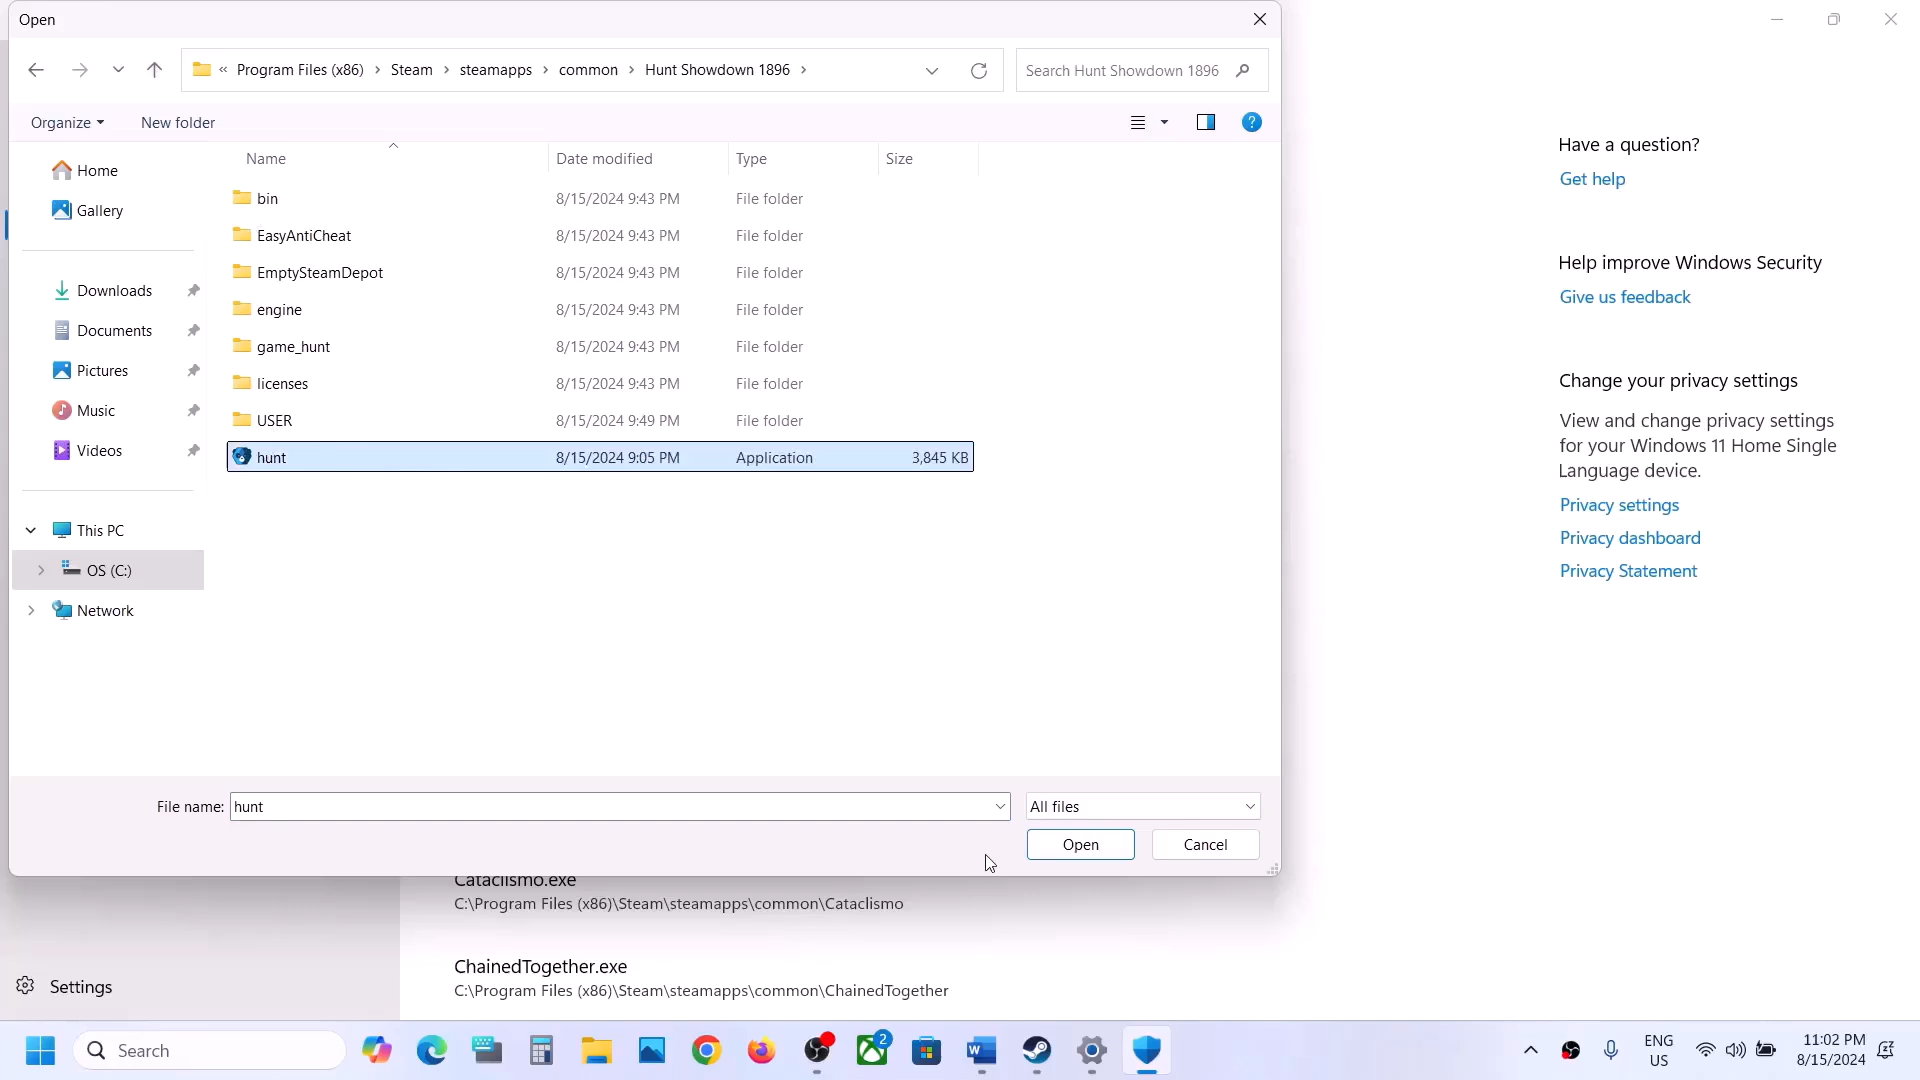 Open
« Program Files (x86) > Steam > steamapps > common > Hunt Showdown 1896 >
Search Hunt Showdown 1896
Organize
New folder
Name
Date modified
Type
Size
Home
Gallery
Downloads
Documents
Pictures
Music
Videos
This PC
OS (C:)
Network
bin 8/15/2024 9:43 PM File folder
EasyAntiCheat 8/15/2024 9:43 PM File folder
EmptySteamDepot 8/15/2024 9:43 PM File folder
engine 8/15/2024 9:43 PM File folder
game_hunt 8/15/2024 9:43 PM File folder
licenses 8/15/2024 9:43 PM File folder
USER 8/15/2024 9:49 PM File folder
hunt 8/15/2024 9:05 PM Application 3,845 KB
File name: hunt
All files
Open
Cancel
Have a question?
Get help
Help improve Windows Security
Give us feedback
Change your privacy settings
View and change privacy settings
for your Windows 11 Home Single
Language device.
Privacy settings
Privacy dashboard
Privacy Statement
Cataclismo.exe
C:\Program Files (x86)\Steam\steamapps\common\Cataclismo
ChainedTogether.exe
C:\Program Files (x86)\Steam\steamapps\common\ChainedTogether
Settings
Search
2
ENG
US
11:02 PM
8/15/2024